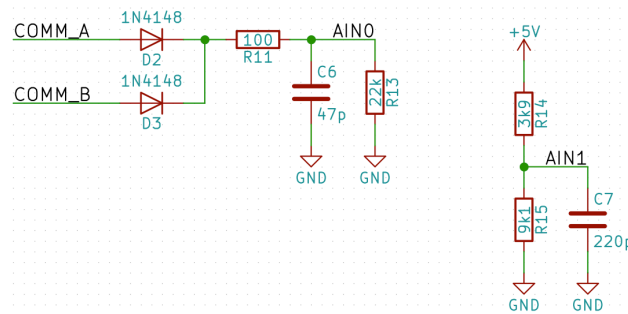 COMM_A
1N4148
D2
COMM_B
1N4148
D3
100
R11
AIN0
C6
47p
22k
R13
GND
GND
+5V
3k9
R14
AIN1
9k1
R15
C7
220p
GND
GND